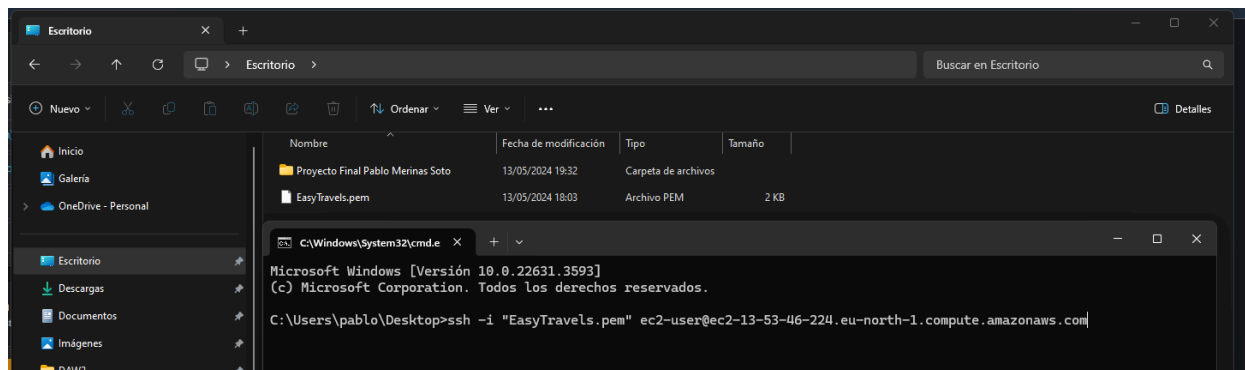 Escritorio
Escritorio
Buscar en Escritorio
Nuevo
Ordenar
Ver
Detalles
Nombre Fecha de modificación Tipo Tamaño
Inicio
Proyecto Final Pablo Merinas Soto 13/05/2024 19:32 Carpeta de archivos
Galería
EasyTravels.pem 13/05/2024 18:03 Archivo PEM 2 KB
OneDrive - Personal
C:\Windows\System32\cmd.e
Escritorio
Descargas
Documentos
Imágenes
DAW2
Microsoft Windows [Versión 10.0.22631.3593]
(c) Microsoft Corporation. Todos los derechos reservados.
C:\Users\pablo\Desktop>ssh -i "EasyTravels.pem" ec2-user@ec2-13-53-46-224.eu-north-1.compute.amazonaws.com